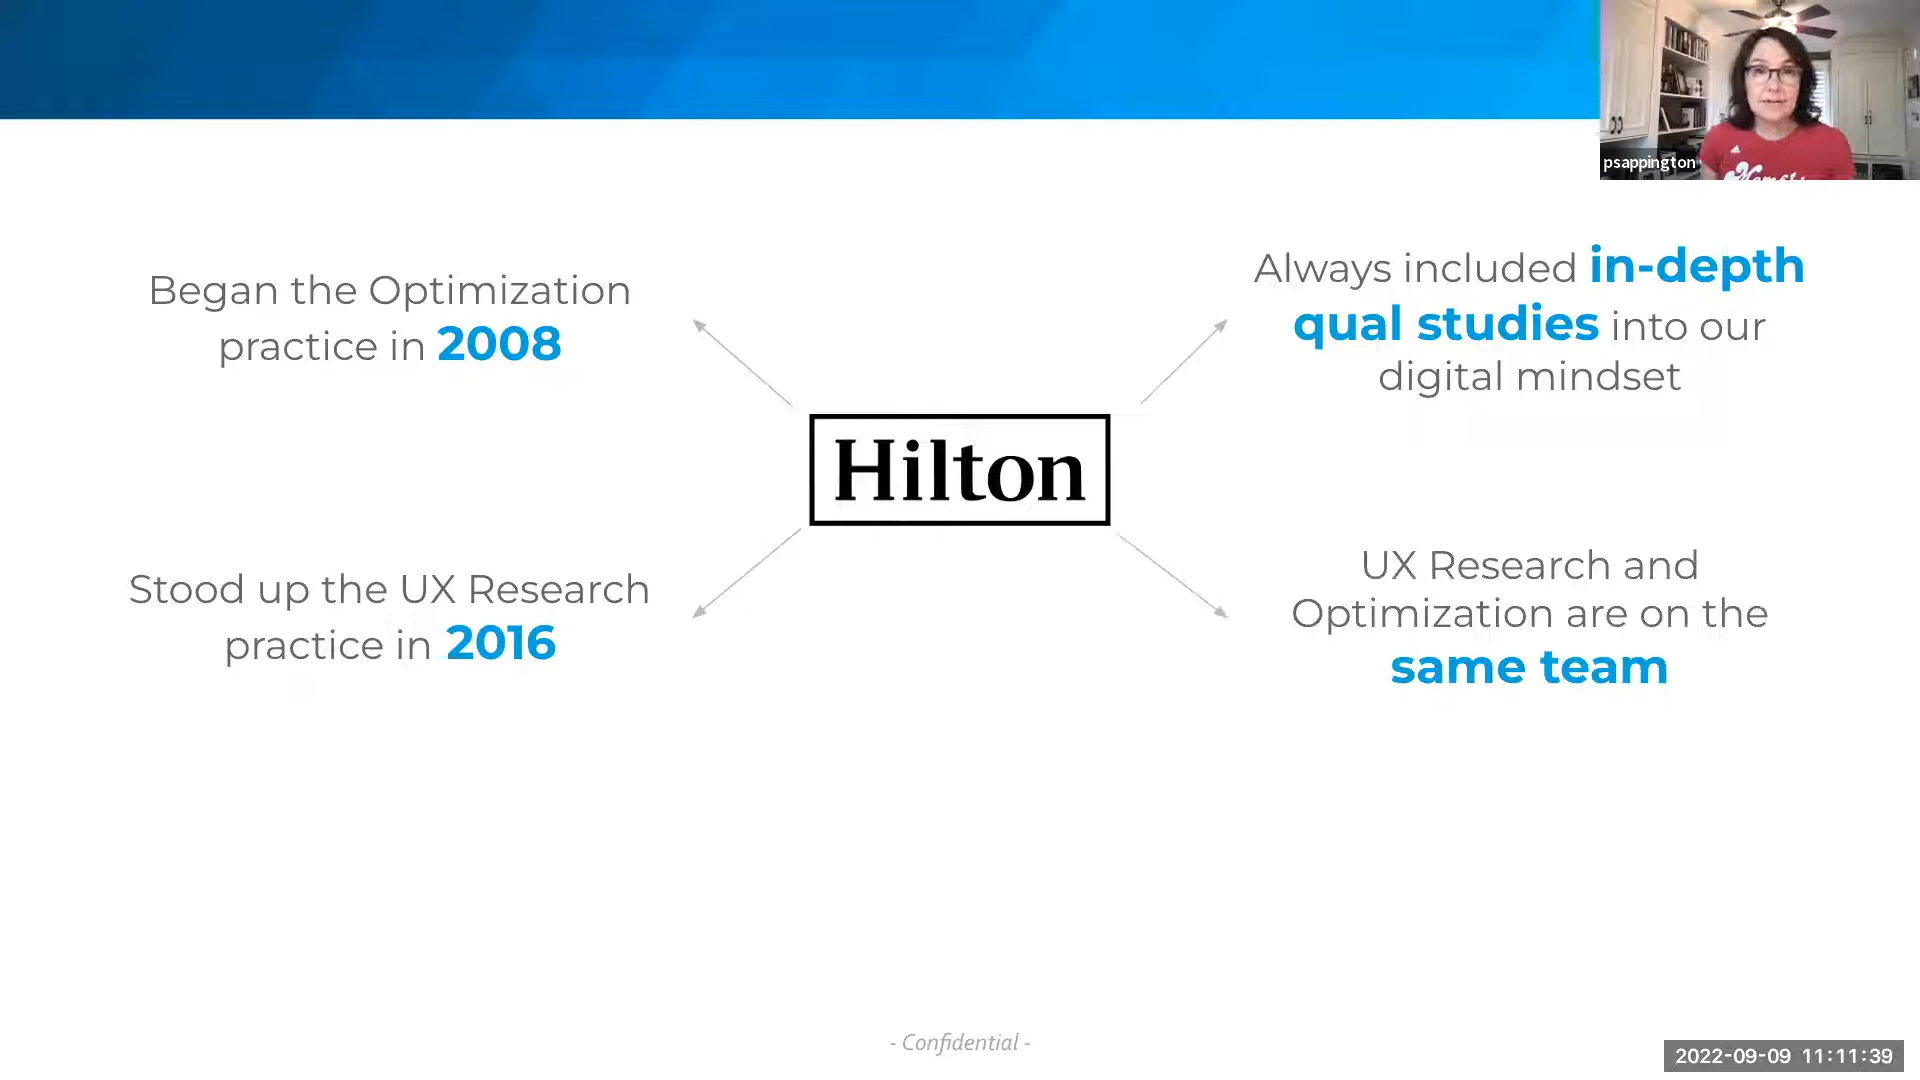 psappington
Began the Optimization
practice in 2008
Always included in-depth
qual studies into our
digital mindset
Hilton
Stood up the UX Research
practice in 2016
UX Research and
Optimization are on the
same team
- Confidential -
2022-09-09 11:11:39